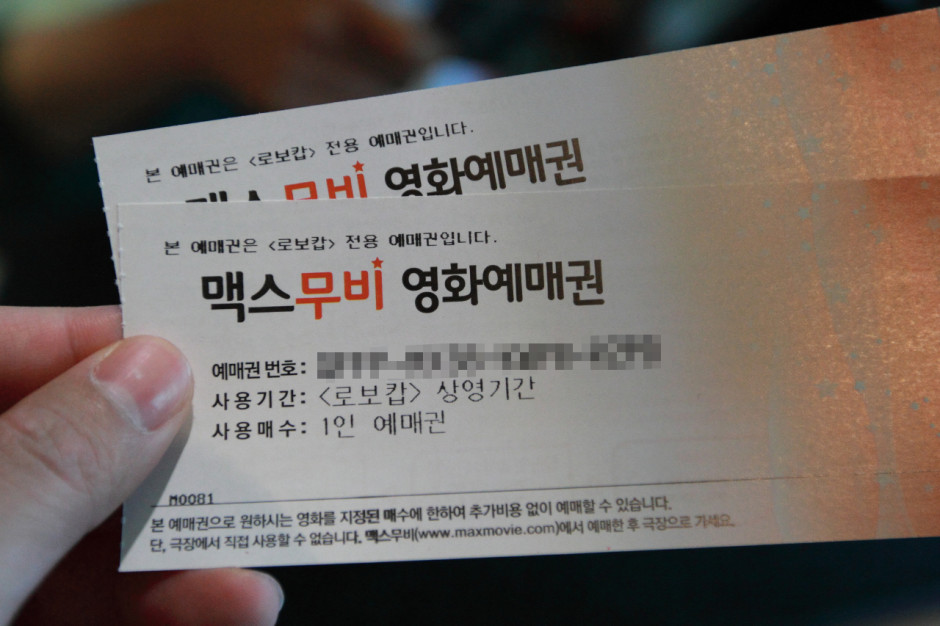 본 예매권은 <로보캅> 전용 예매권입니다.
맥스무비 영화예매권
본 예매권은 <로보캅> 전용 예매권입니다.
맥스무비 영화예매권
예매권 번호:
사용기간: <로보캅> 상영기간
사용매수: 1인 예매권
M0081
본 예매권으로 원하시는 영화를 지정된 매수에 한하여 추가비용 없이 예매할 수 있습니다.
단, 극장에서 직접 사용할 수 없습니다. 맥스무비(www.maxmovie.com)에서 예매한 후 극장으로 가세요.